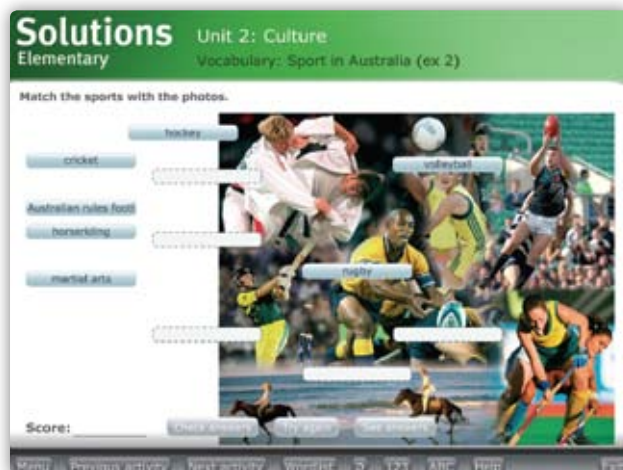 Solutions
Elementary
Unit 2: Culture
Vocabulary: Sport in Australia (ex 2)
Match the sports with the photos.
hockey
cricket
volleyball
Australian rules footl
horseriding
rugby
martial arts
Score:
Check answers
Try again
See answers
Menu
Previous activity
Next activity
Wordlist
123
ABC
Help